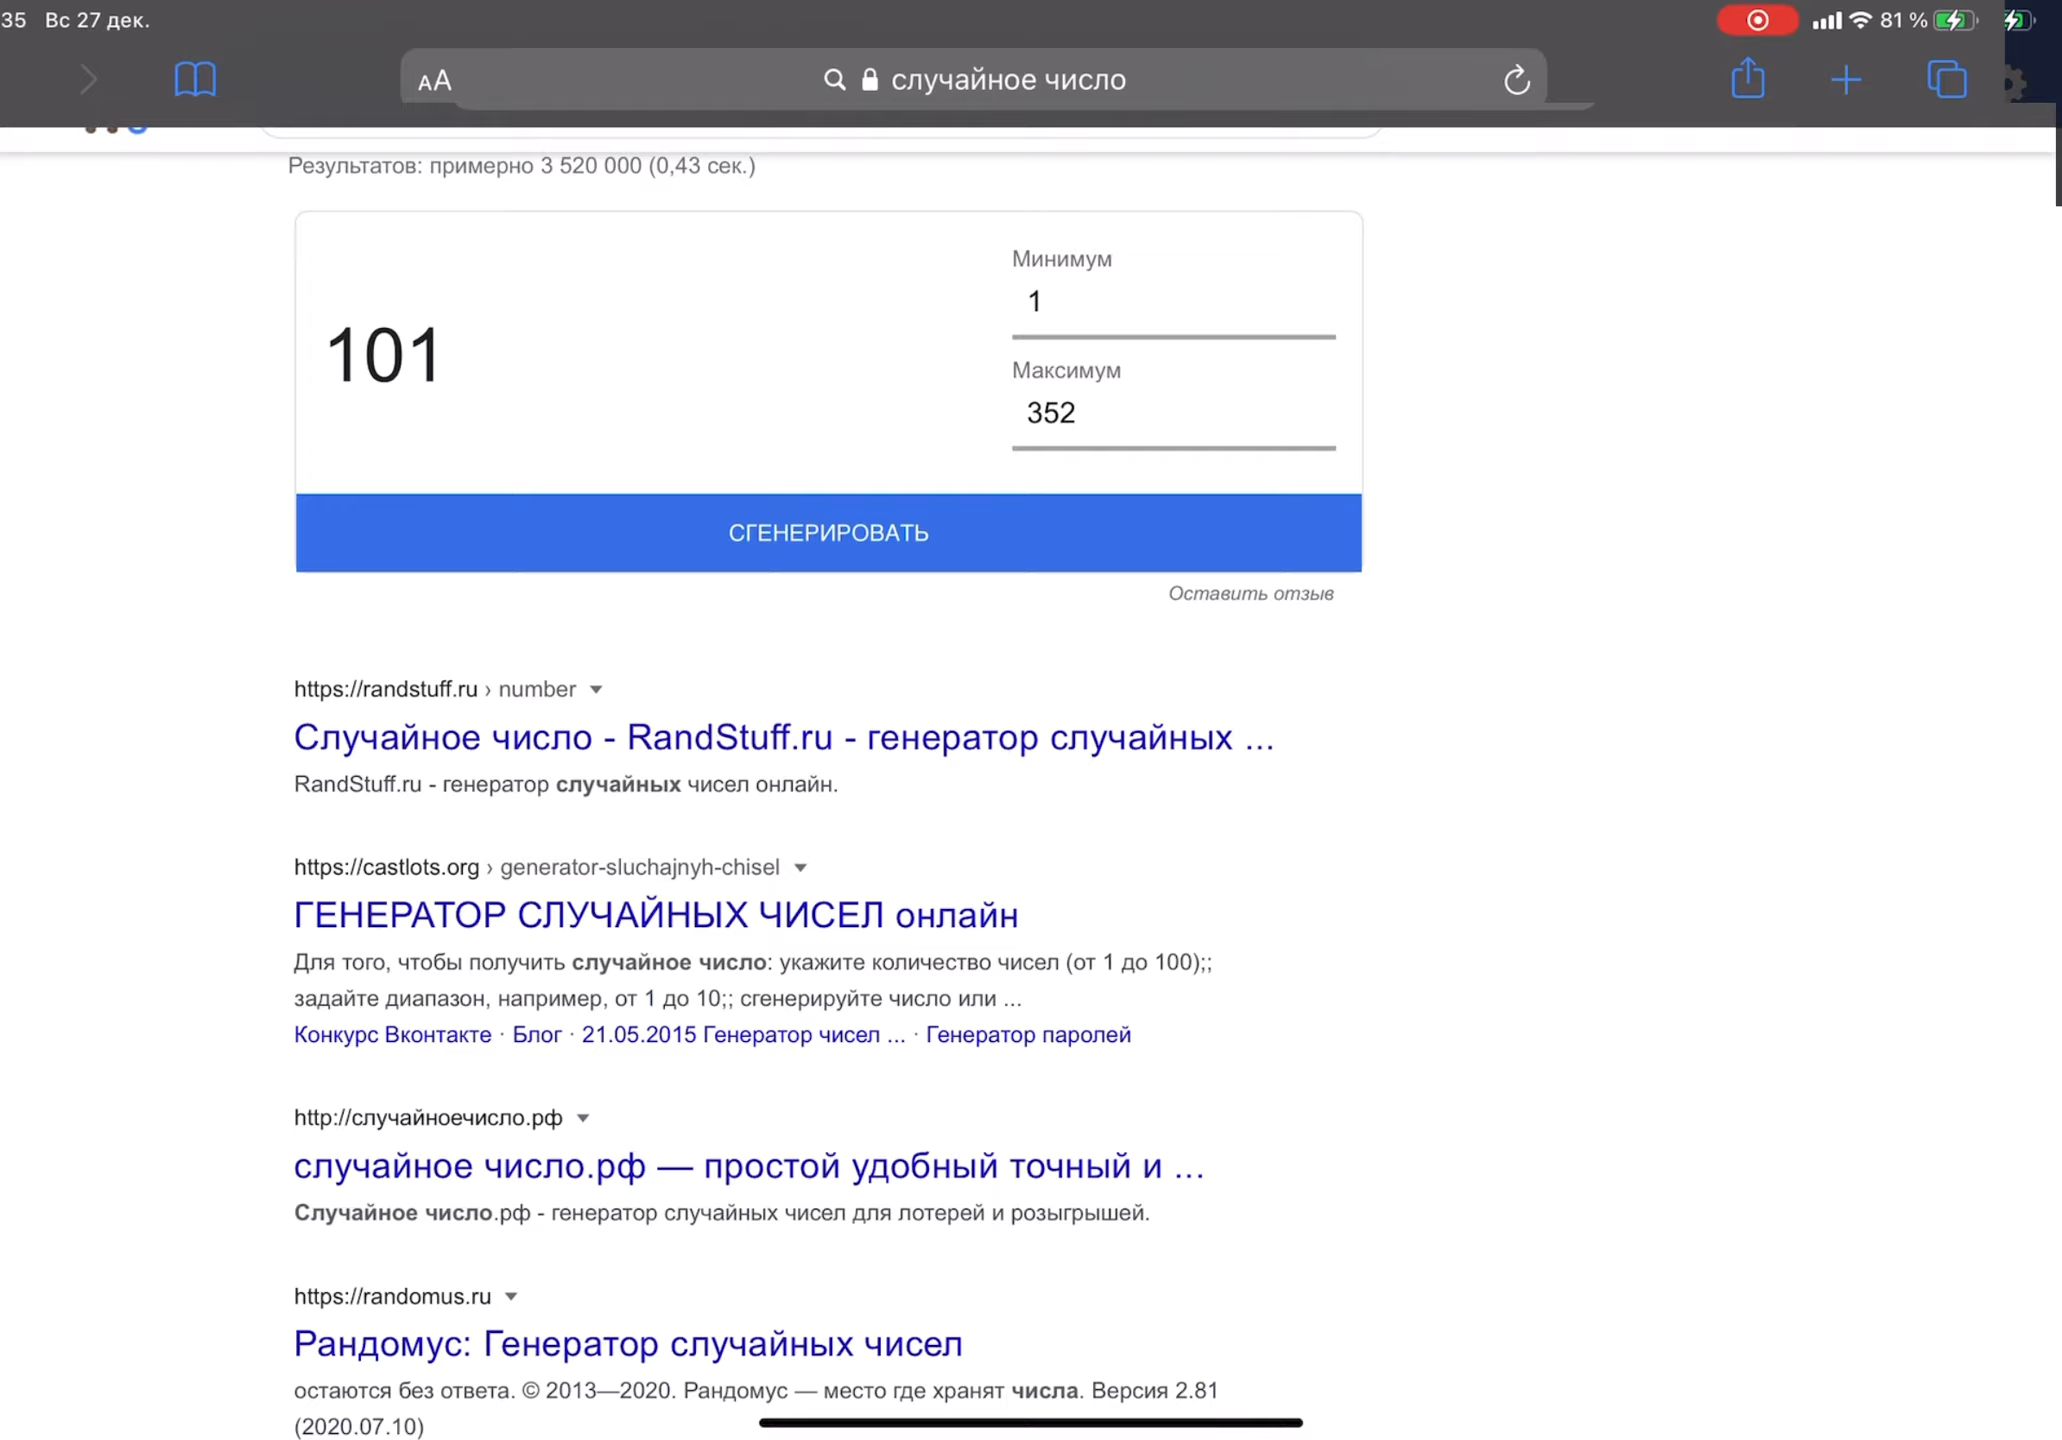 35 Вс 27 дек.
81 %
AA
случайное число
Результатов: примерно 3 520 000 (0,43 сек.)
101
Минимум
1
Максимум
352
СГЕНЕРИРОВАТЬ
Оставить отзыв
https://randstuff.ru › number
Случайное число - RandStuff.ru - генератор случайных ...
RandStuff.ru - генератор случайных чисел онлайн.
https://castlots.org › generator-sluchajnyh-chisel
ГЕНЕРАТОР СЛУЧАЙНЫХ ЧИСЕЛ онлайн
Для того, чтобы получить случайное число: укажите количество чисел (от 1 до 100);;
задайте диапазон, например, от 1 до 10;; сгенерируйте число или ...
Конкурс Вконтакте · Блог · 21.05.2015 Генератор чисел ... · Генератор паролей
http://случайноечисло.рф
случайное число.рф — простой удобный точный и ...
Случайное число.рф - генератор случайных чисел для лотерей и розыгрышей.
https://randomus.ru
Рандомус: Генератор случайных чисел
остаются без ответа. © 2013—2020. Рандомус — место где хранят числа. Версия 2.81
(2020.07.10)